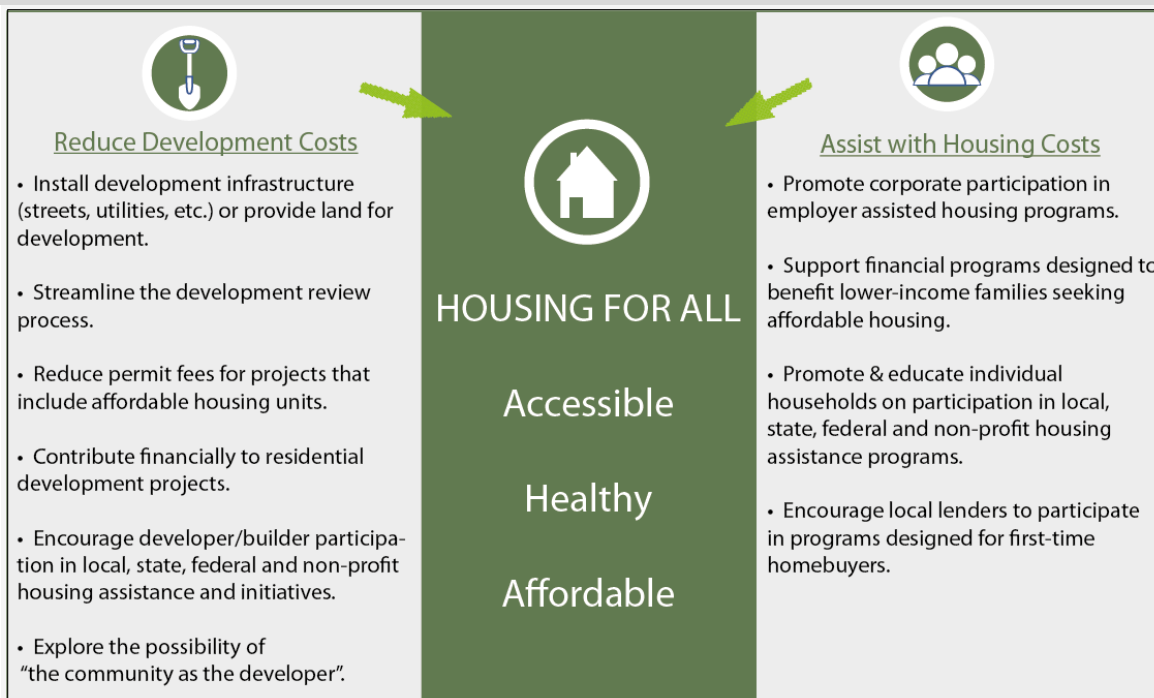 Reduce Development Costs
• Install development infrastructure
(streets, utilities, etc.) or provide land for
development.
• Streamline the development review
process.
• Reduce permit fees for projects that
include affordable housing units.
• Contribute financially to residential
development projects.
• Encourage developer/builder participa-
tion in local, state, federal and non-profit
housing assistance and initiatives.
• Explore the possibility of
“the community as the developer”.
HOUSING FOR ALL
Accessible
Healthy
Affordable
Assist with Housing Costs
• Promote corporate participation in
employer assisted housing programs.
• Support financial programs designed to
benefit lower-income families seeking
affordable housing.
• Promote & educate individual
households on participation in local,
state, federal and non-profit housing
assistance programs.
• Encourage local lenders to participate
in programs designed for first-time
homebuyers.